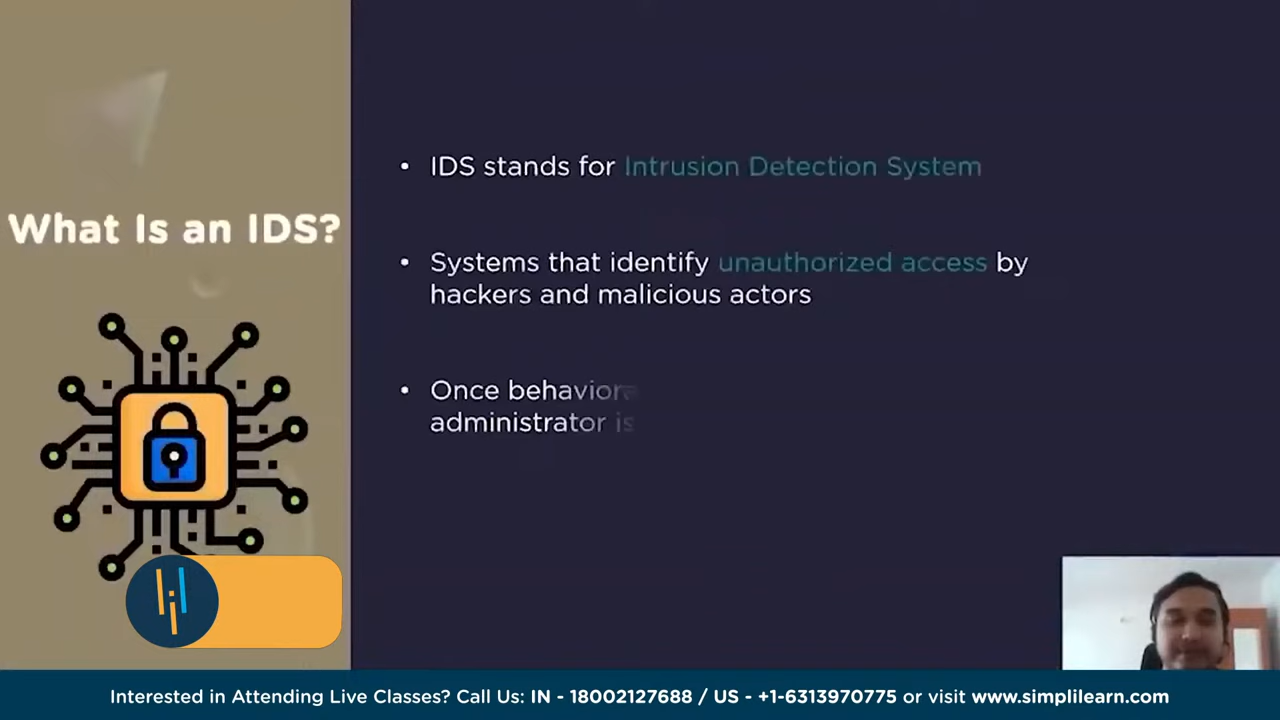 What Is an IDS?
• IDS stands for Intrusion Detection System
• Systems that identify unauthorized access by
hackers and malicious actors
• Once
administrator is
Interested in Attending Live Classes? Call Us: IN - 18002127688 / US - +1-6313970775 or visit www.simplilearn.com